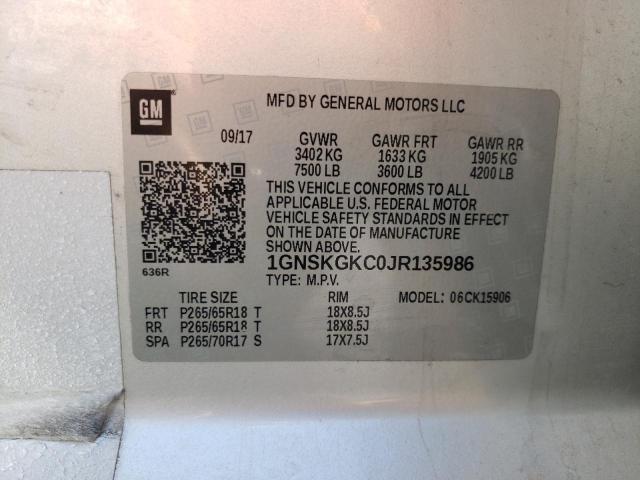 GM
MFD BY GENERAL MOTORS LLC
09/17 GVWR GAWR FRT GAWR RR
3402 KG 1633 KG 1905 KG
7500 LB 3600 LB 4200 LB
THIS VEHICLE CONFORMS TO ALL
APPLICABLE U.S. FEDERAL MOTOR
VEHICLE SAFETY STANDARDS IN EFFECT
ON THE DATE OF MANUFACTURE
SHOWN ABOVE.
636R
1GNSKGKC0JR135986
TYPE: M.P.V.
TIRE SIZE RIM MODEL: 06CK15906
FRT P265/65R18 T 18X8.5J
RR P265/65R18 T 18X8.5J
SPA P265/70R17 S 17X7.5J